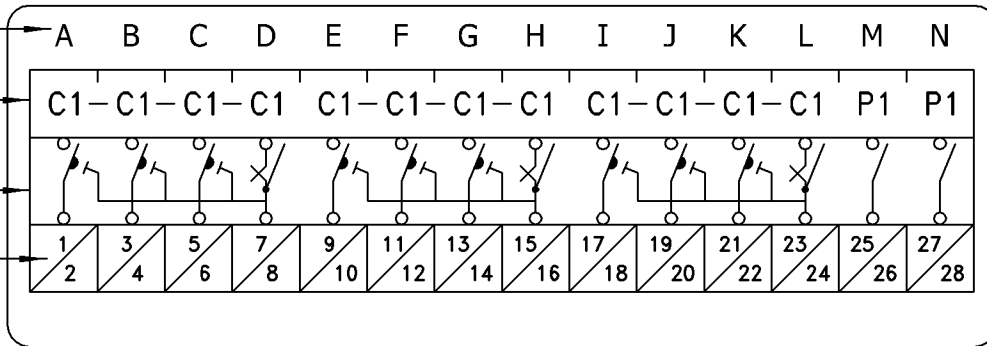 A B C D E F G H I J K L M N
C1-C1-C1-C1 C1-C1-C1-C1 C1-C1-C1-C1 P1 P1
1 3 5 7 9 11 13 15 17 19 21 23 25 27
2 4 6 8 10 12 14 16 18 20 22 24 26 28